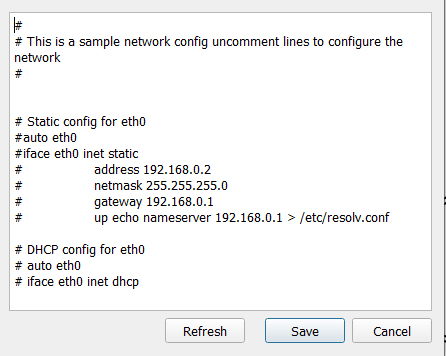 #
# This is a sample network config uncomment lines to configure the
network
#
# Static config for eth0
#auto eth0
#iface eth0 inet static
#	address 192.168.0.2
#	netmask 255.255.255.0
#	gateway 192.168.0.1
#	up echo nameserver 192.168.0.1 > /etc/resolv.conf
# DHCP config for eth0
# auto eth0
# iface eth0 inet dhcp
Refresh Save Cancel